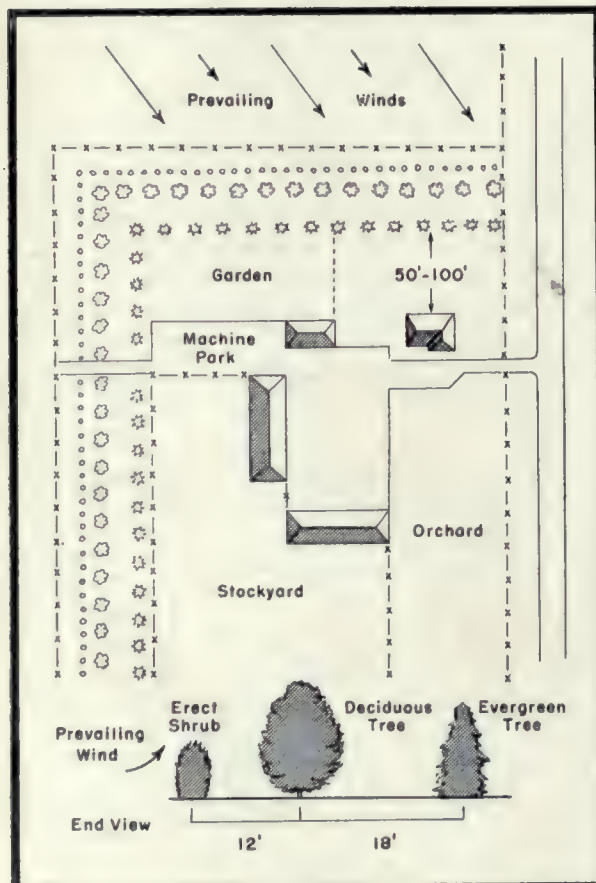 Prevailing Winds
Garden
50'-100'
Machine
Park
Orchard
Stockyard
Erect
Shrub
Deciduous
Tree
Evergreen
Tree
Prevailing
Wind
End View
12'
18'